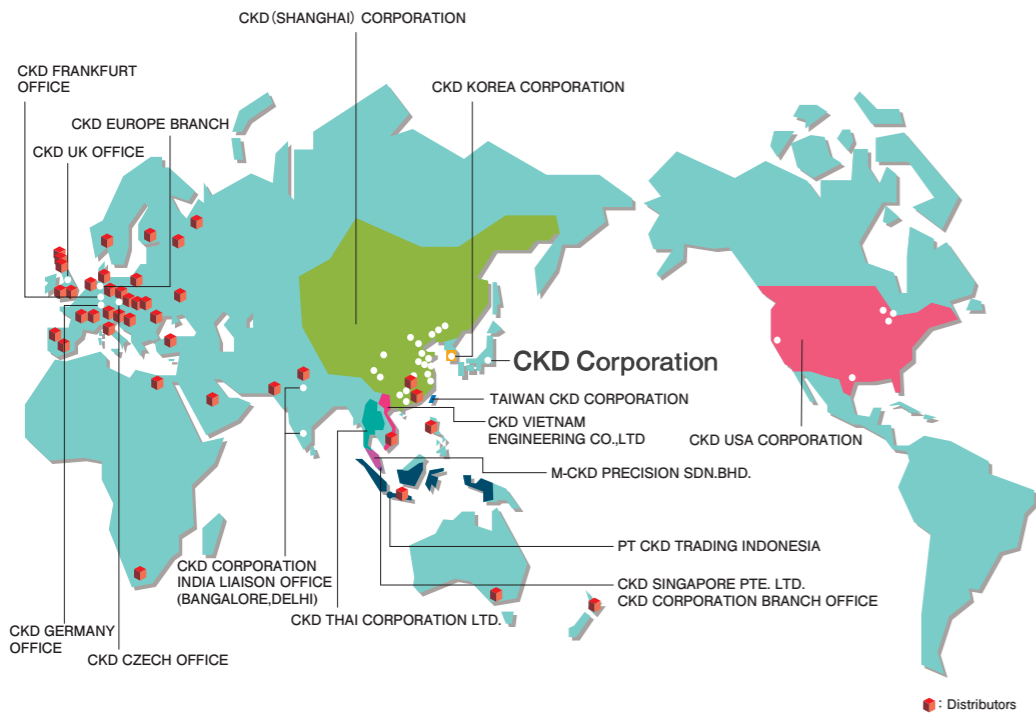 CKD(SHANGHAI) CORPORATION
CKD FRANKFURT
OFFICE
CKD KOREA CORPORATION
CKD EUROPE BRANCH
CKD UK OFFICE
CKD Corporation
TAIWAN CKD CORPORATION
CKD VIETNAM
ENGINEERING CO.,LTD
CKD USA CORPORATION
M-CKD PRECISION SDN.BHD.
PT CKD TRADING INDONESIA
CKD CORPORATION
INDIA LIAISON OFFICE
(BANGALORE,DELHI)
CKD SINGAPORE PTE. LTD.
CKD CORPORATION BRANCH OFFICE
CKD THAI CORPORATION LTD.
CKD GERMANY
OFFICE
CKD CZECH OFFICE
: Distributors